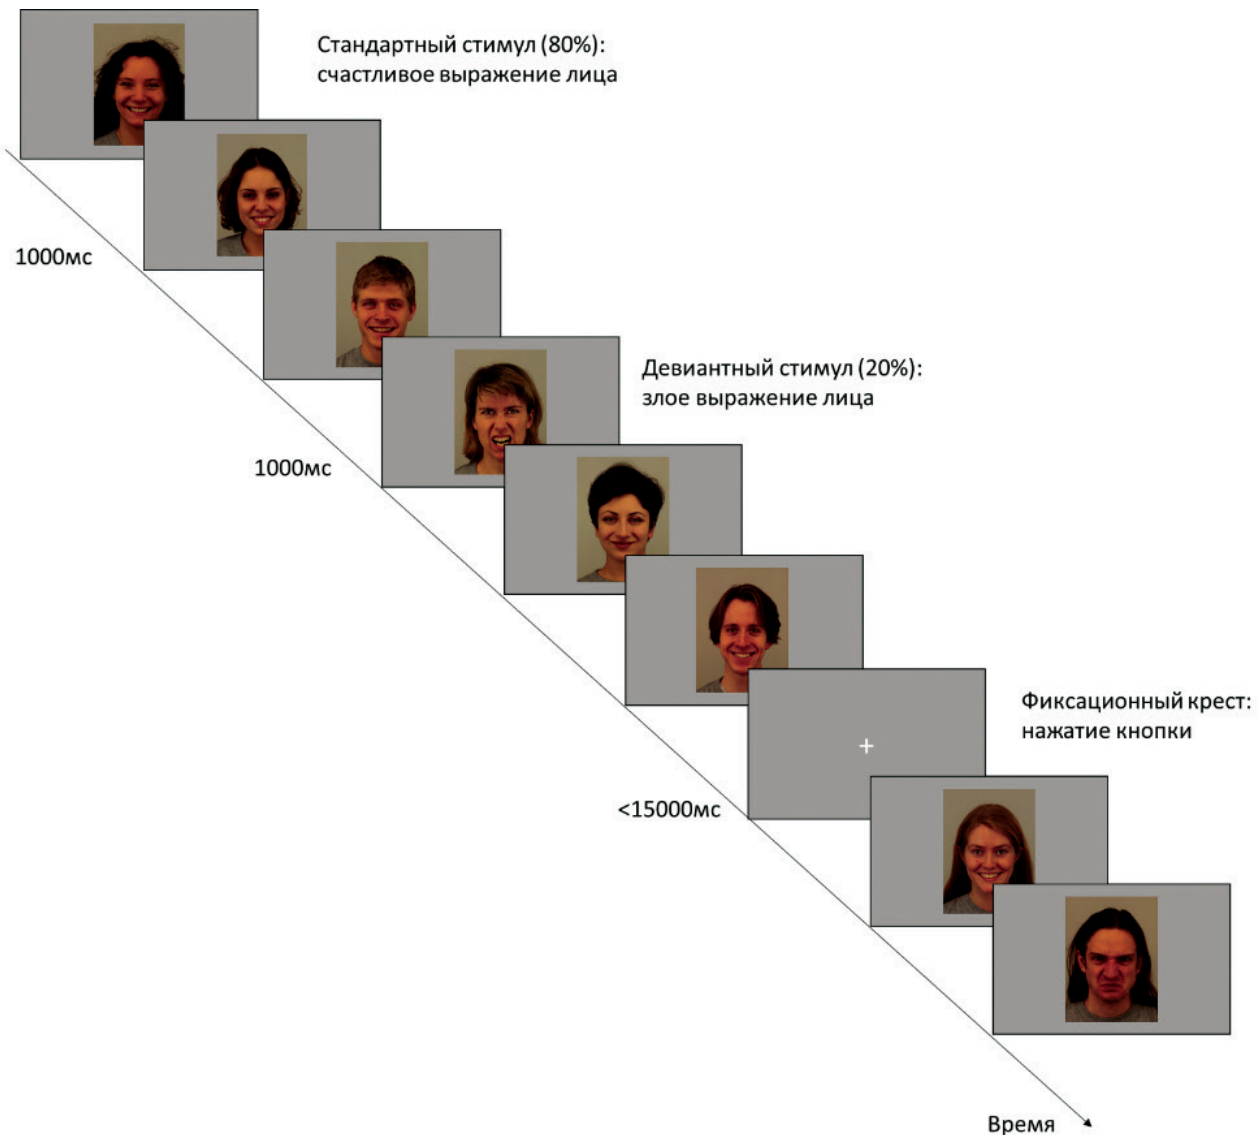 Стандартный стимул (80%):
счастливое выражение лица
1000мс
Девиантный стимул (20%):
злое выражение лица
1000мс
Фиксационный крест:
нажатие кнопки
<15000мс
Время